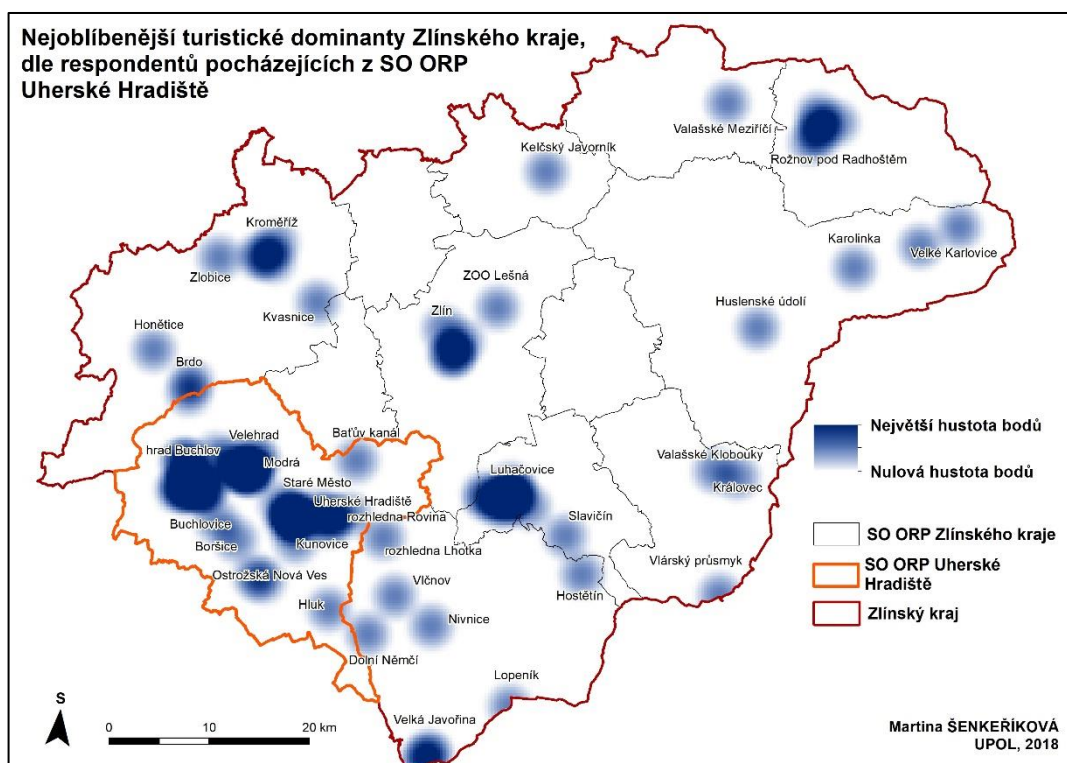 Nejoblíbenější turistické dominanty Zlínského kraje,
dle respondentů pocházejících z SO ORP
Uherské Hradiště
Valašské Meziříčí
Kelčský Javorník
Rožnov pod Radhoštěm
Kroměříž
Karolinka
Velké Karlovice
Zlobice
ZOO Lešná
Kvasnice
Zlín
Huslenské údolí
Honětice
Brdo
Největší hustota bodů
Nulová hustota bodů
Baťův kanál
Velehrad
hrad Buchlov
Modrá
Valašské Klobouky
Luhačovice
Staré Město
Královec
Uherské Hradiště
rozhledna Rovina
Slavičín
Buchlovice
SO ORP Zlínského kraje
Boršice
Kunovice
rozhledna Lhotka
Vlárský průsmyk
SO ORP Uherské
Hradiště
Ostrožská Nová Ves
Vlčnov
Hostětín
Hluk
Nivnice
Zlínský kraj
Dolní Němčí
Lopeník
S
Velká Javořina
0 10 20 km
Martina ŠENKEŘÍKOVÁ
UPOL, 2018